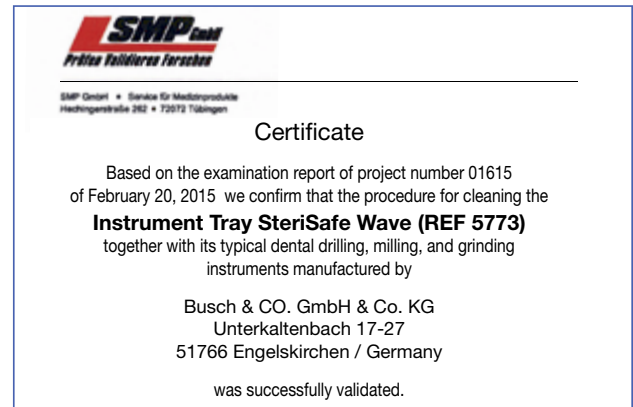 SMP GmbH
Prüfen Validieren Forschen
SMP GmbH • Service für Medizinprodukte
Hechingerstraße 262 • 72072 Tübingen
Certificate
Based on the examination report of project number 01615
of February 20, 2015 we confirm that the procedure for cleaning the
Instrument Tray SteriSafe Wave (REF 5773)
together with its typical dental drilling, milling, and grinding
instruments manufactured by
Busch & CO. GmbH & Co. KG
Unterkaltenbach 17-27
51766 Engelskirchen / Germany
was successfully validated.